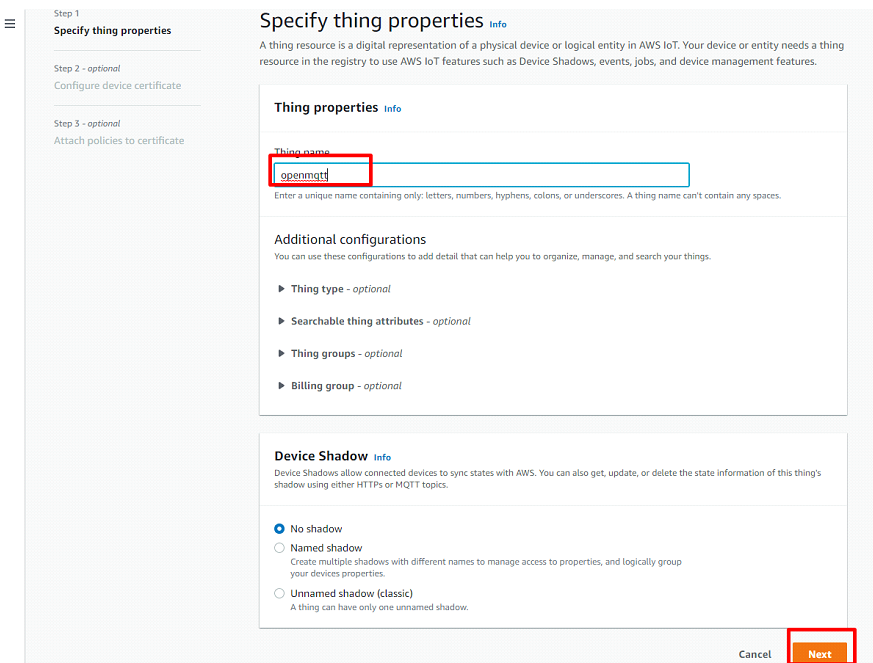 Step 1
Specify thing properties
Step 2 - optional
Configure device certificate
Step 3 - optional
Attach policies to certificate
Specify thing properties Info
A thing resource is a digital representation of a physical device or logical entity in AWS IoT. Your device or entity needs a thing
resource in the registry to use AWS IoT features such as Device Shadows, events, jobs, and device management features.
Thing properties Info
Thing name
openmqtt
Enter a unique name containing only: letters, numbers, hyphens, colons, or underscores. A thing name can't contain any spaces.
Additional configurations
You can use these configurations to add detail that can help you to organize, manage, and search your things.
Thing type - optional
Searchable thing attributes - optional
Thing groups - optional
Billing group - optional
Device Shadow Info
Device Shadows allow connected devices to sync states with AWS. You can also get, update, or delete the state information of this thing's
shadow using either HTTPs or MQTT topics.
No shadow
Named shadow
Create multiple shadows with different names to manage access to properties, and logically group
your devices properties.
Unnamed shadow (classic)
A thing can have only one unnamed shadow.
Cancel Next